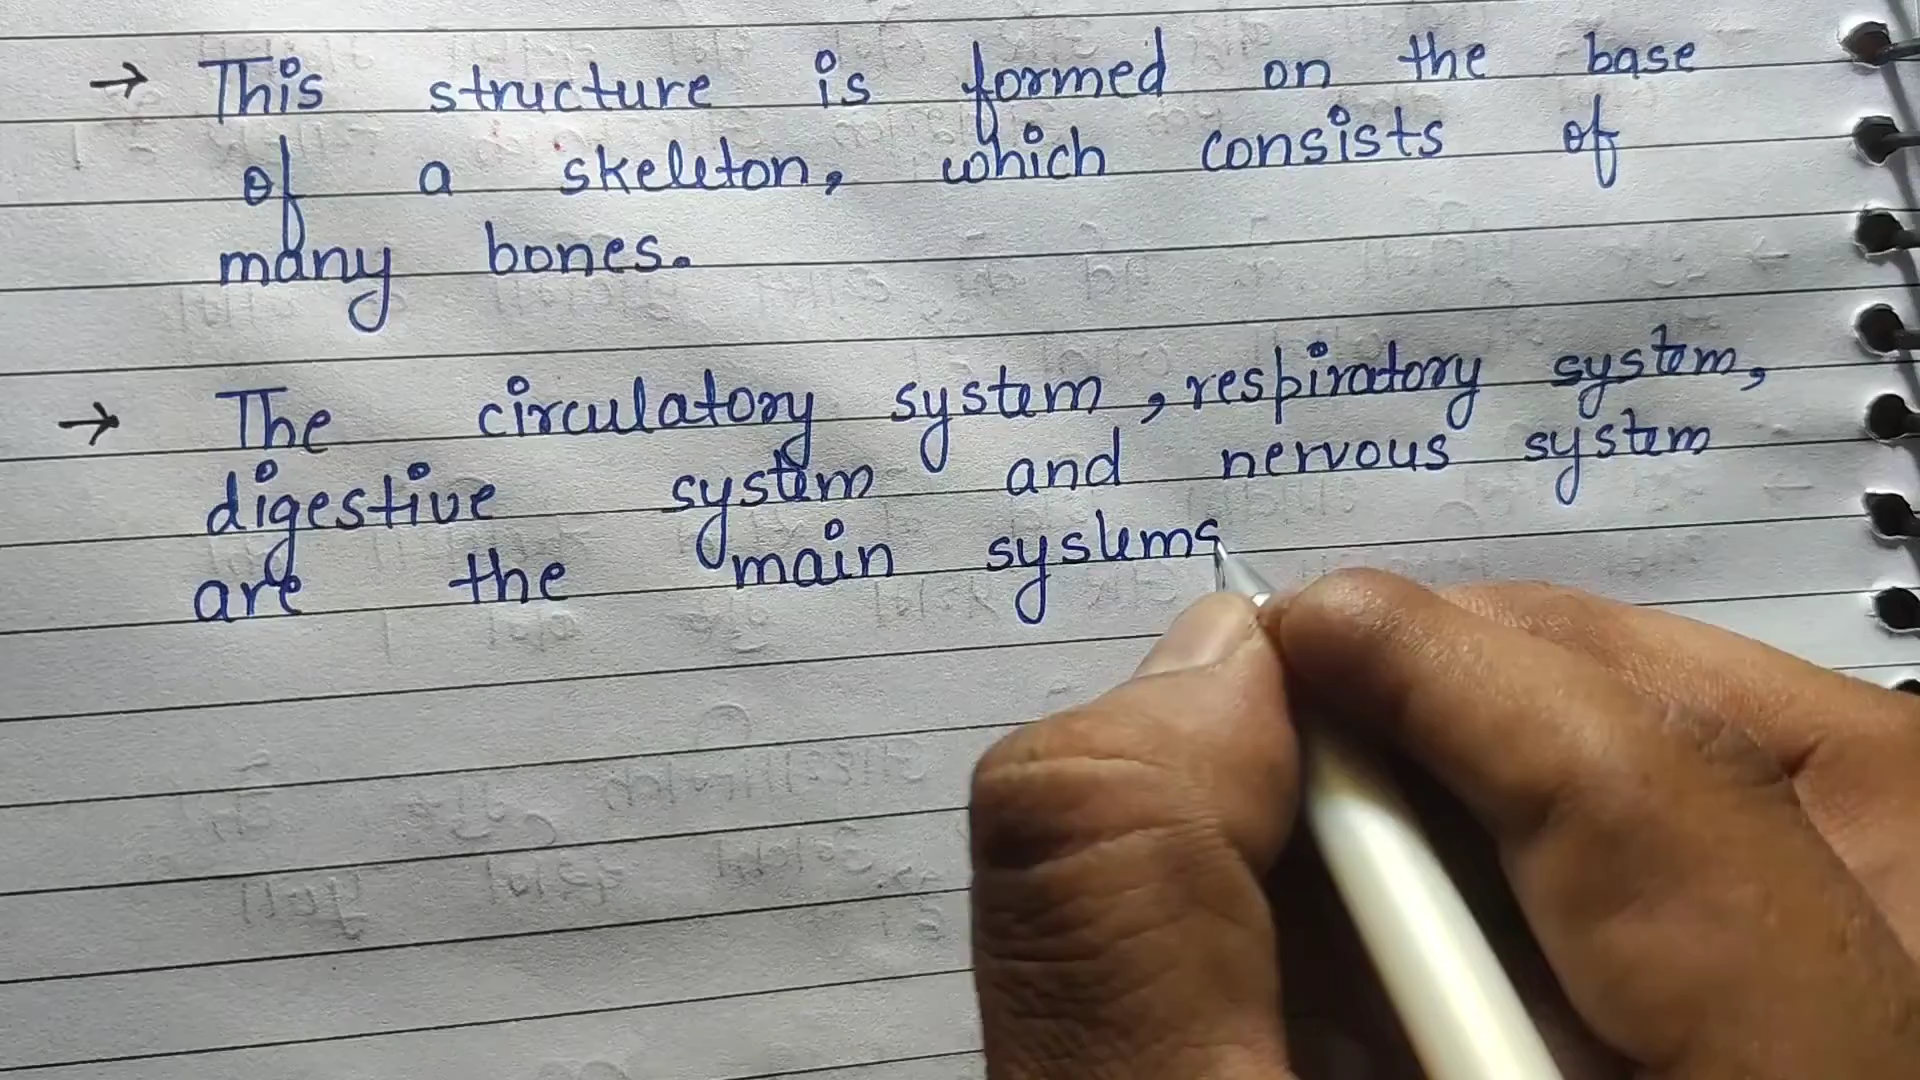 → This structure is formed on the base
of a skeleton, which consists of
many bones.
→ The circulatory system, respiratory system,
digestive system and nervous system
are the main systems